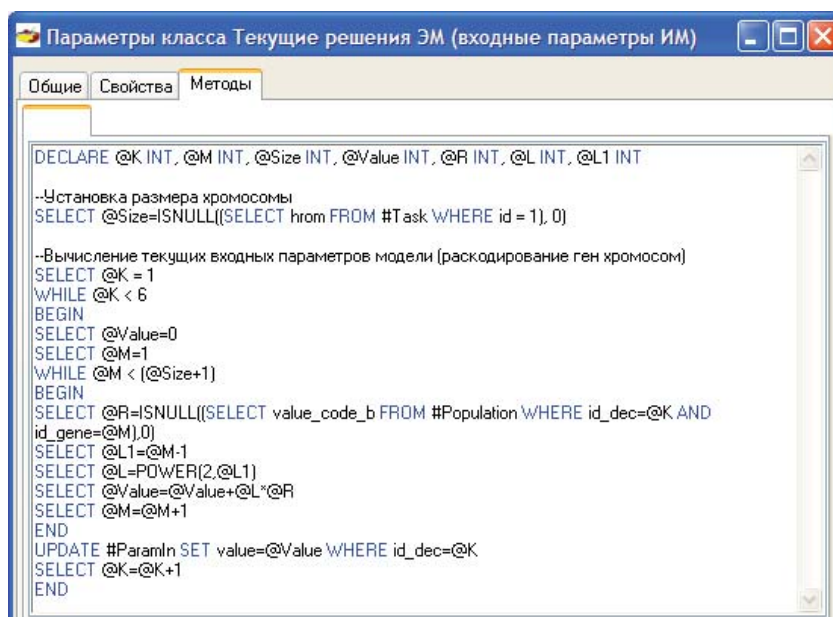 Параметры класса Текущие решения ЭМ (входные параметры ИМ)
Общие Свойства Методы
DECLARE @K INT, @M INT, @Size INT, @Value INT, @R INT, @L INT, @L1 INT
--Установка размера хромосомы
SELECT @Size=ISNULL((SELECT hrom FROM #Task WHERE id = 1), 0)
--Вычисление текущих входных параметров модели (раскодирование ген хромосом)
SELECT @K = 1
WHILE @K < 6
BEGIN
SELECT @Value=0
SELECT @M=1
WHILE @M < (@Size+1)
BEGIN
SELECT @R=ISNULL((SELECT value_code_b FROM #Population WHERE id_dec=@K AND
id_gene=@M),0)
SELECT @L1=@M-1
SELECT @L=POWER(2,@L1)
SELECT @Value=@Value+@L*@R
SELECT @M=@M+1
END
UPDATE #ParamIn SET value=@Value WHERE id_dec=@K
SELECT @K=@K+1
END